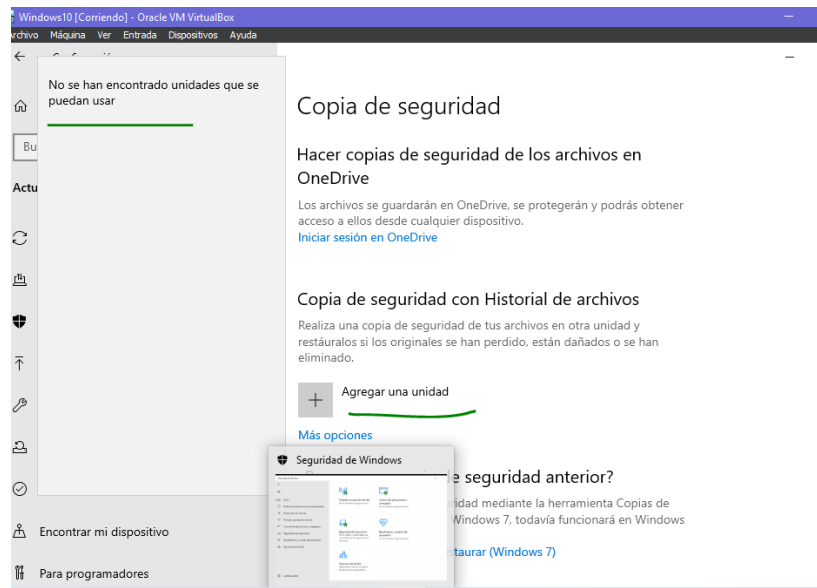 Windows10 [Corriendo] - Oracle VM VirtualBox
rchivo Máquina Ver Entrada Dispositivos Ayuda
No se han encontrado unidades que se
puedan usar
Bu
Actu
Encontrar mi dispositivo
Para programadores
Copia de seguridad
Hacer copias de seguridad de los archivos en
OneDrive
Los archivos se guardarán en OneDrive, se protegerán y podrás obtener
acceso a ellos desde cualquier dispositivo.
Iniciar sesión en OneDrive
Copia de seguridad con Historial de archivos
Realiza una copia de seguridad de tus archivos en otra unidad y
restáuralos si los originales se han perdido, están dañados o se han
eliminado.
Agregar una unidad
Más opciones
Seguridad de Windows
e seguridad anterior?
ridad mediante la herramienta Copias de
Windows 7, todavía funcionará en Windows
staurar (Windows 7)